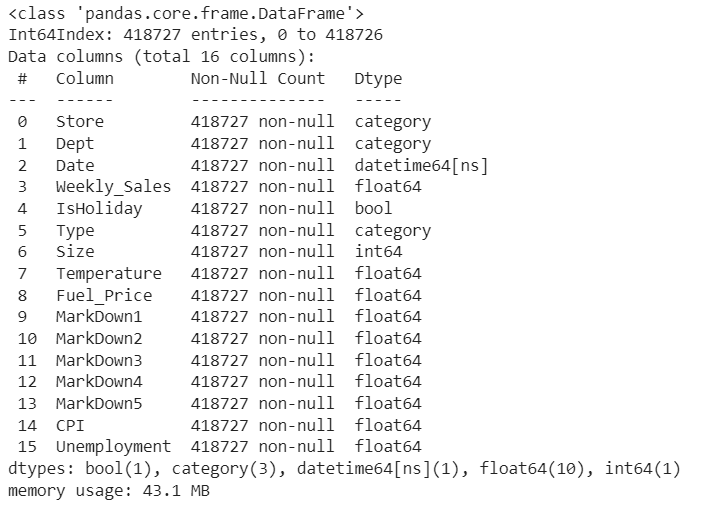 <class 'pandas.core.frame.DataFrame'>
Int64Index: 418727 entries, 0 to 418726
Data columns (total 16 columns):
 #   Column        Non-Null Count   Dtype
---  ------        --------------   -----
 0   Store         418727 non-null  category
 1   Dept          418727 non-null  category
 2   Date          418727 non-null  datetime64[ns]
 3   Weekly_Sales  418727 non-null  float64
 4   IsHoliday     418727 non-null  bool
 5   Type          418727 non-null  category
 6   Size          418727 non-null  int64
 7   Temperature   418727 non-null  float64
 8   Fuel_Price    418727 non-null  float64
 9   MarkDown1     418727 non-null  float64
 10  MarkDown2     418727 non-null  float64
 11  MarkDown3     418727 non-null  float64
 12  MarkDown4     418727 non-null  float64
 13  MarkDown5     418727 non-null  float64
 14  CPI           418727 non-null  float64
 15  Unemployment  418727 non-null  float64
dtypes: bool(1), category(3), datetime64[ns](1), float64(10), int64(1)
memory usage: 43.1 MB